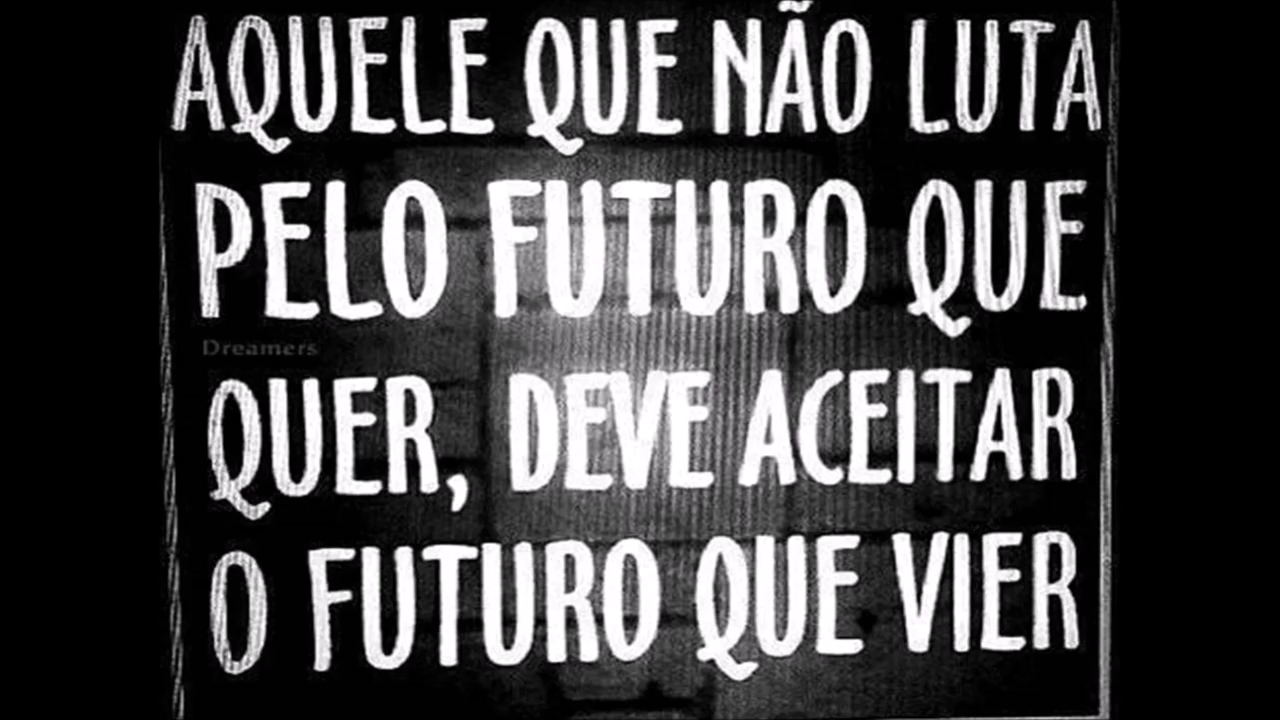 AQUELE QUE NÃO LUTA
PELO FUTURO QUE
Dreamers
QUER, DEVE ACEITAR
O FUTURO QUE VIER